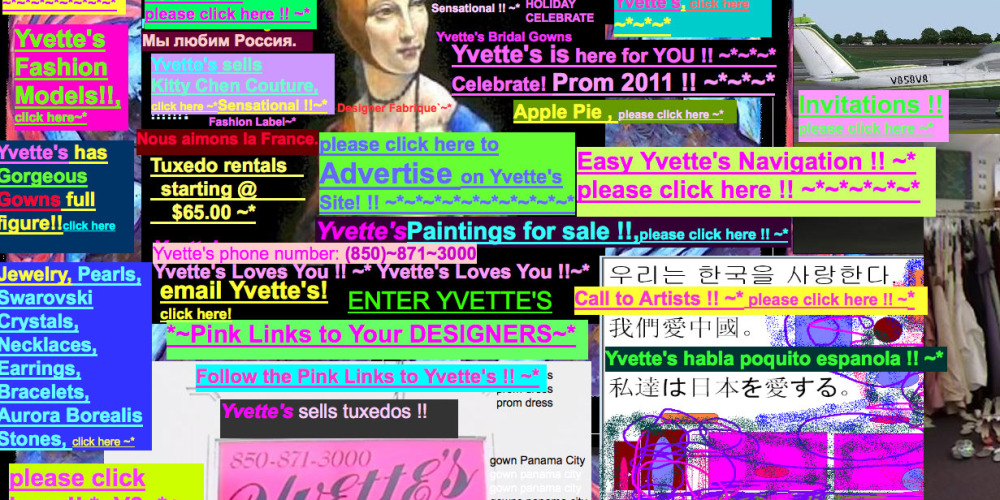 please click here !! ~*
Sensational !! ~*
HOLIDAY
CELEBRATE
Yvette's, click here
~*~*~*
Yvette's
Fashion
Models!!,
click here~*
Мы любим Россия.
Yvette's sells
Kitty Chen Couture,
click here ~*Sensational !!~*
Fashion Label~*
Designer Fabrique`~*
Yvette's Bridal Gowns
Yvette's is here for YOU !! ~*~*~*
Celebrate! Prom 2011 !! ~*~*~*
Apple Pie , please click here ~*
V858V8
Invitations !!
please click here ~*
Nous aimons la France.
Yvette's has
Gorgeous
Gowns full
figure!!click here
Tuxedo rentals
starting @
$65.00 ~*
please click here to
Advertise on Yvette's
Site! !! ~*~*~*~*~*~*~*~*~*~*~*
Easy Yvette's Navigation !! ~*
please click here !! ~*~*~*~*~*~*
Yvette'sPaintings for sale !!,please click here !! ~*
Yvette's phone number: (850)~871~3000
Yvette's Loves You !! ~* Yvette's Loves You !!~*
email Yvette's!
click here!
ENTER YVETTE'S
Jewelry, Pearls,
Swarovski
Crystals,
Necklaces,
Earrings,
Bracelets,
Aurora Borealis
Stones, click here ~*
우리는 한국을 사랑한다.
Call to Artists !! ~* please click here !! ~*
我們愛中國。
Yvette's habla poquito espanola !! ~*
私達は日本を愛する。
*~Pink Links to Your DESIGNERS~*
Follow the Pink Links to Yvette's !! ~*
prom dress
Yvette's sells tuxedos !!
850-871-3000
Yvette's
gown Panama City
prom panama city
gown panama city
please click